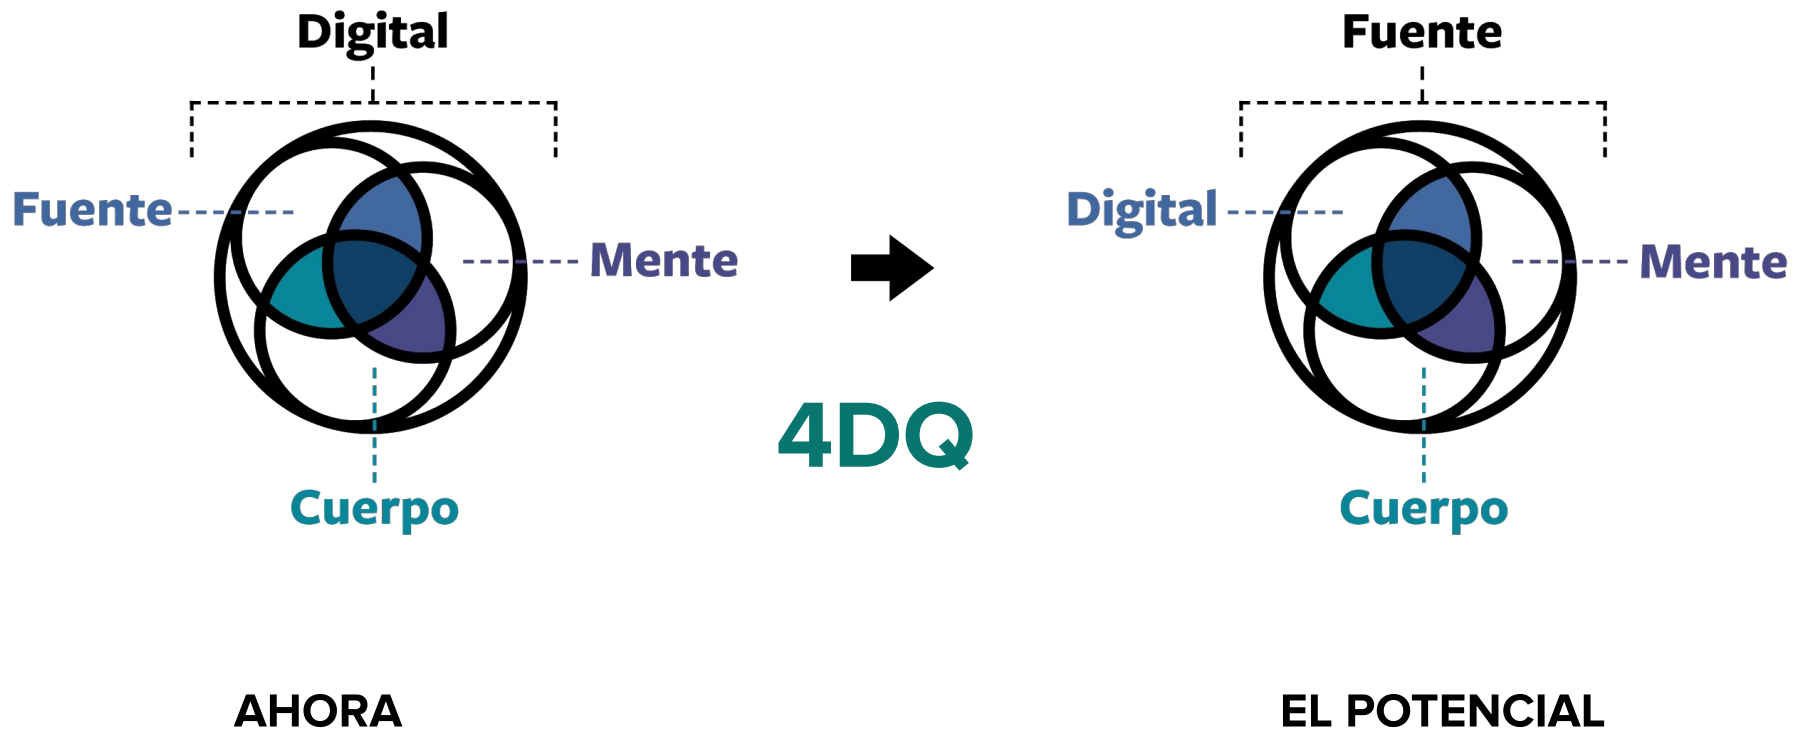 Digital
Fuente
Mente
Cuerpo
4DQ
Fuente
Digital
Mente
Cuerpo
AHORA
EL POTENCIAL